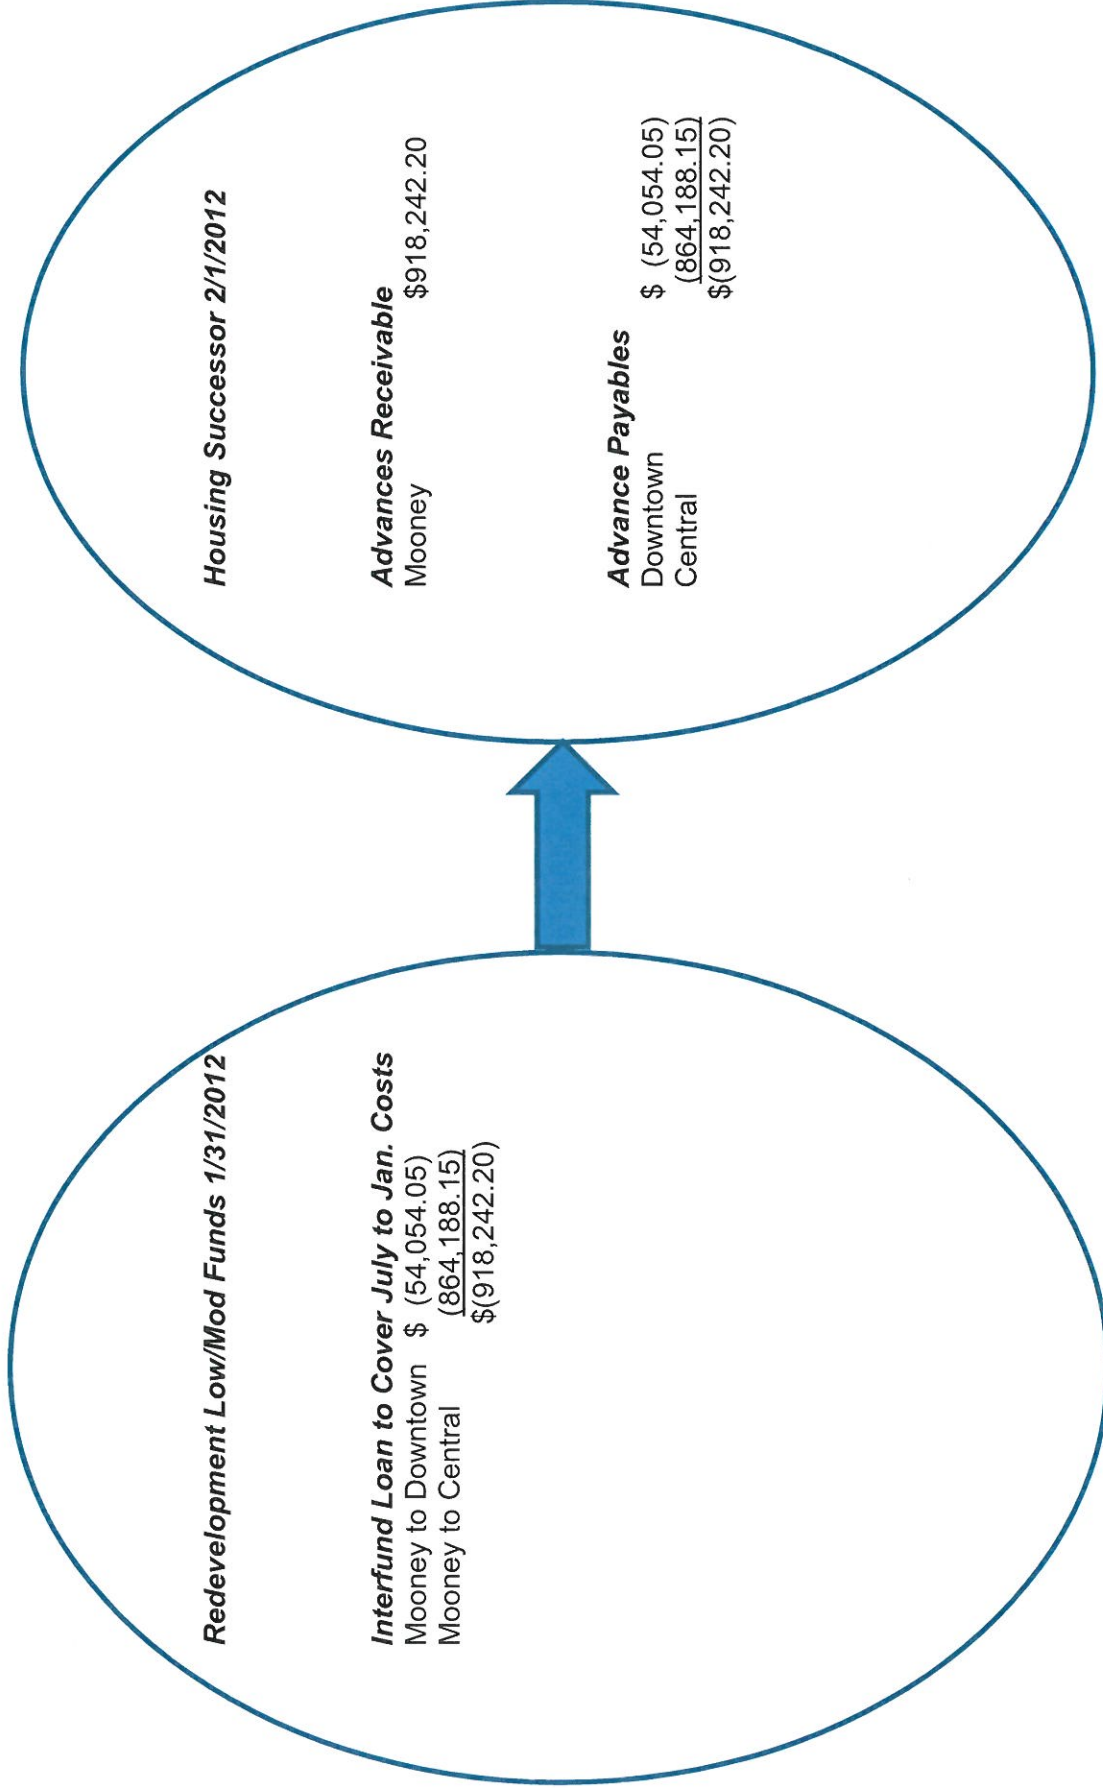 Redevelopment Low/Mod Funds 1/31/2012
Interfund Loan to Cover July to Jan. Costs
Mooney to Downtown $ (54,054.05)
Mooney to Central (864,188.15)
$(918,242.20)
Housing Successor 2/1/2012
Advances Receivable
Mooney $918,242.20
Advance Payables
Downtown $ (54,054.05)
Central (864,188.15)
$(918,242.20)